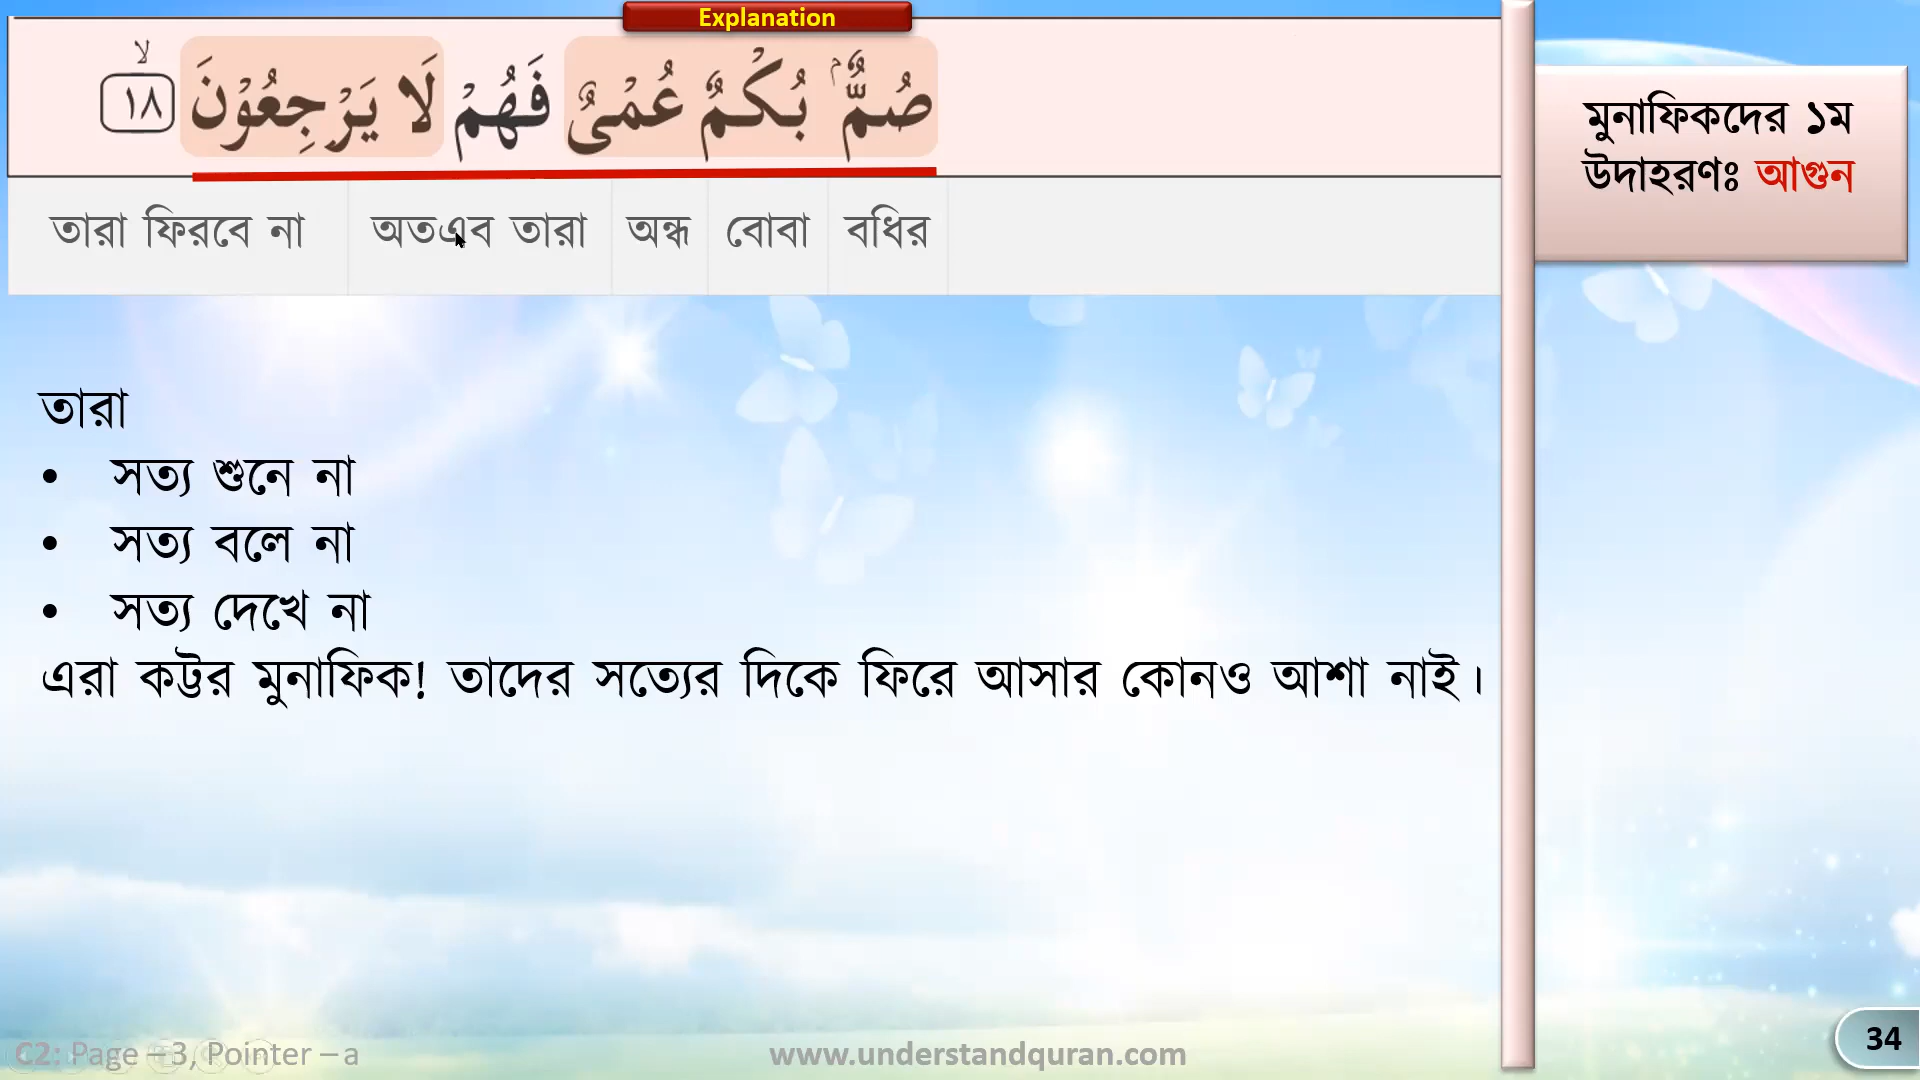 Explanation
صُمٌّۢ بُكْمٌ عُمْىٌ فَهُمْ لَا يَرْجِعُوْنَ ١٨ ۙ
তারা ফিরবে না অতএব তারা অন্ধ বোবা বধির
মুনাফিকদের ১ম
উদাহরণঃ আগুন
তারা
• সত্য শুনে না
• সত্য বলে না
• সত্য দেখে না
এরা কট্টর মুনাফিক! তাদের সত্যের দিকে ফিরে আসার কোনও আশা নাই।
C2: Page – 3, Pointer – a
www.understandquran.com
34